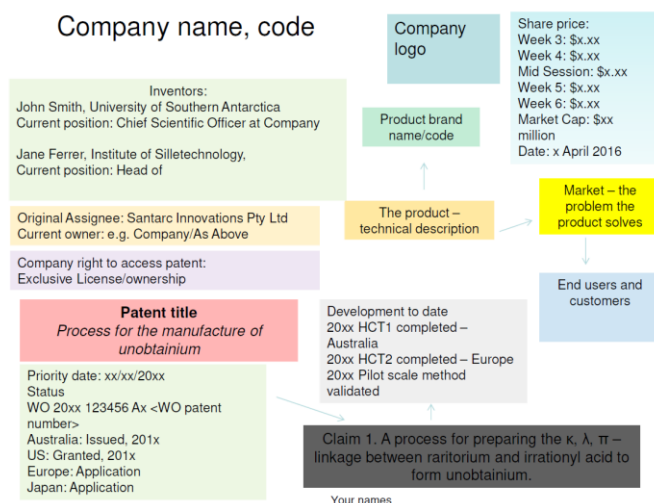 Company name, code
Company
logo
Share price:
Week 3: $x.xx
Week 4: $x.xx
Mid Session: $x.xx
Week 5: $x.xx
Week 6: $x.xx
Market Cap: $xx
million
Date: x April 2016
Inventors:
John Smith, University of Southern Antarctica
Current position: Chief Scientific Officer at Company
Jane Ferrer, Institute of Silletechnology,
Current position: Head of
Product brand
name/code
Original Assignee: Santarc Innovations Pty Ltd
Current owner: e.g. Company/As Above
The product –
technical description
Market – the
problem the
product solves
Company right to access patent:
Exclusive License/ownership
End users and
customers
Patent title
Process for the manufacture of
unobtainium
Development to date
20xx HCT1 completed –
Australia
20xx HCT2 completed – Europe
20xx Pilot scale method
validated
Priority date: xx/xx/20xx
Status
WO 20xx 123456 Ax <WO patent
number>
Australia: Issued, 201x
US: Granted, 201x
Europe: Application
Japan: Application
Claim 1. A process for preparing the κ, λ, π –
linkage between raritorium and irrationyl acid to
form unobtainium.
Your names